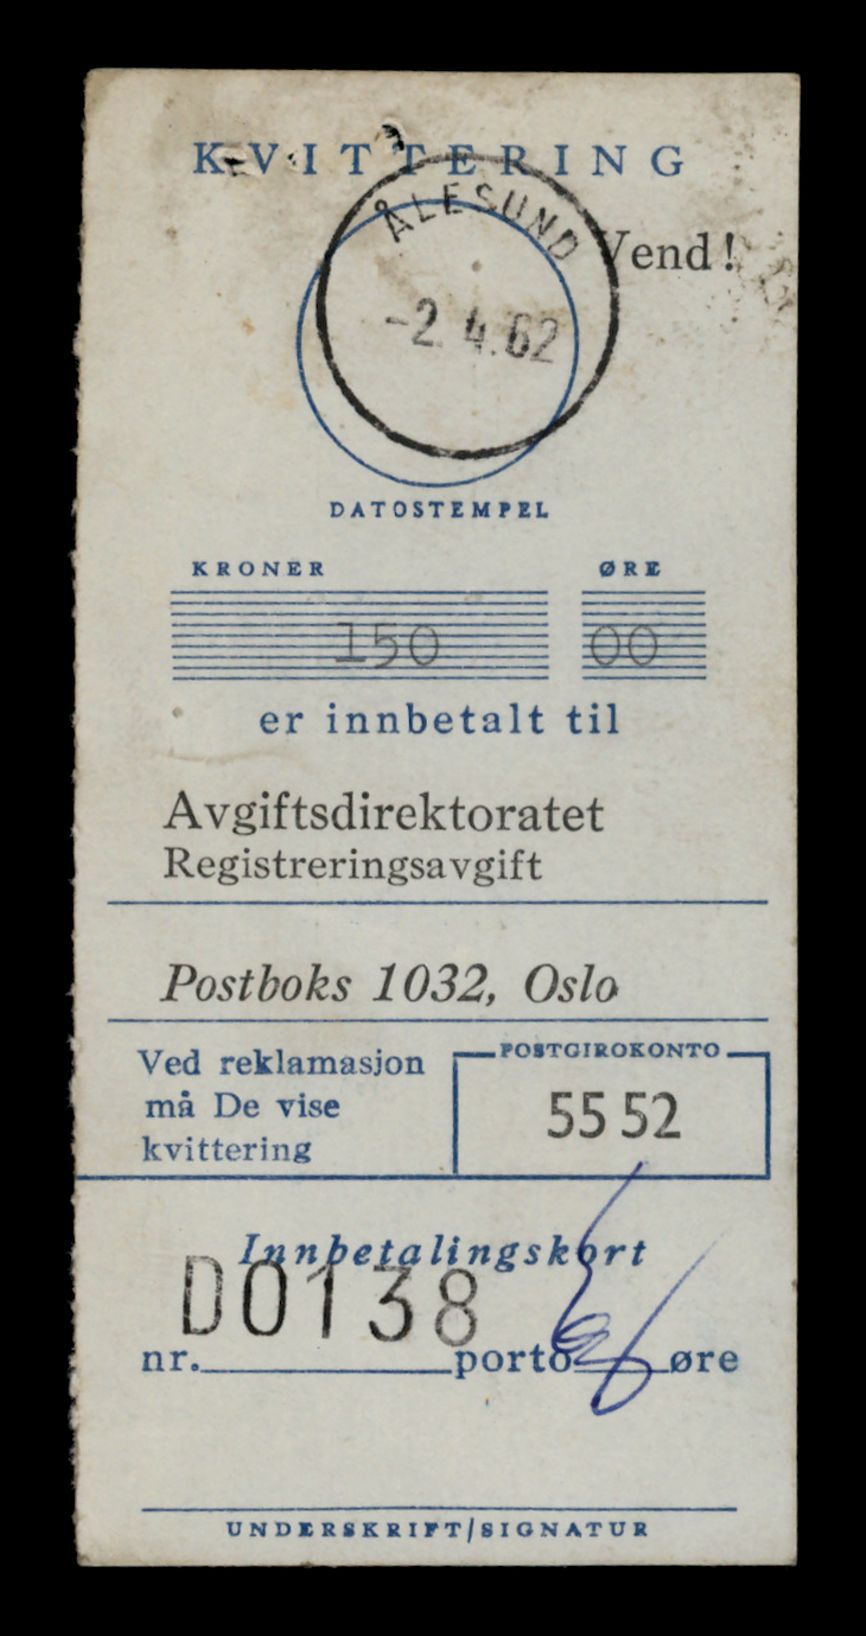 KVITTERING
ÅLESUND
Vend!
-2.4.62
DATOSTEMPEL
KRONER ØRE
150 00
er innbetalt til
Avgiftsdirektoratet
Registreringsavgift
Postboks 1032, Oslo
Ved reklamasjon
må De vise
kvittering
POSTGIROKONTO
55 52
Innbetalingskort
D0138
nr. porto øre
UNDERSKRIFT/SIGNATUR